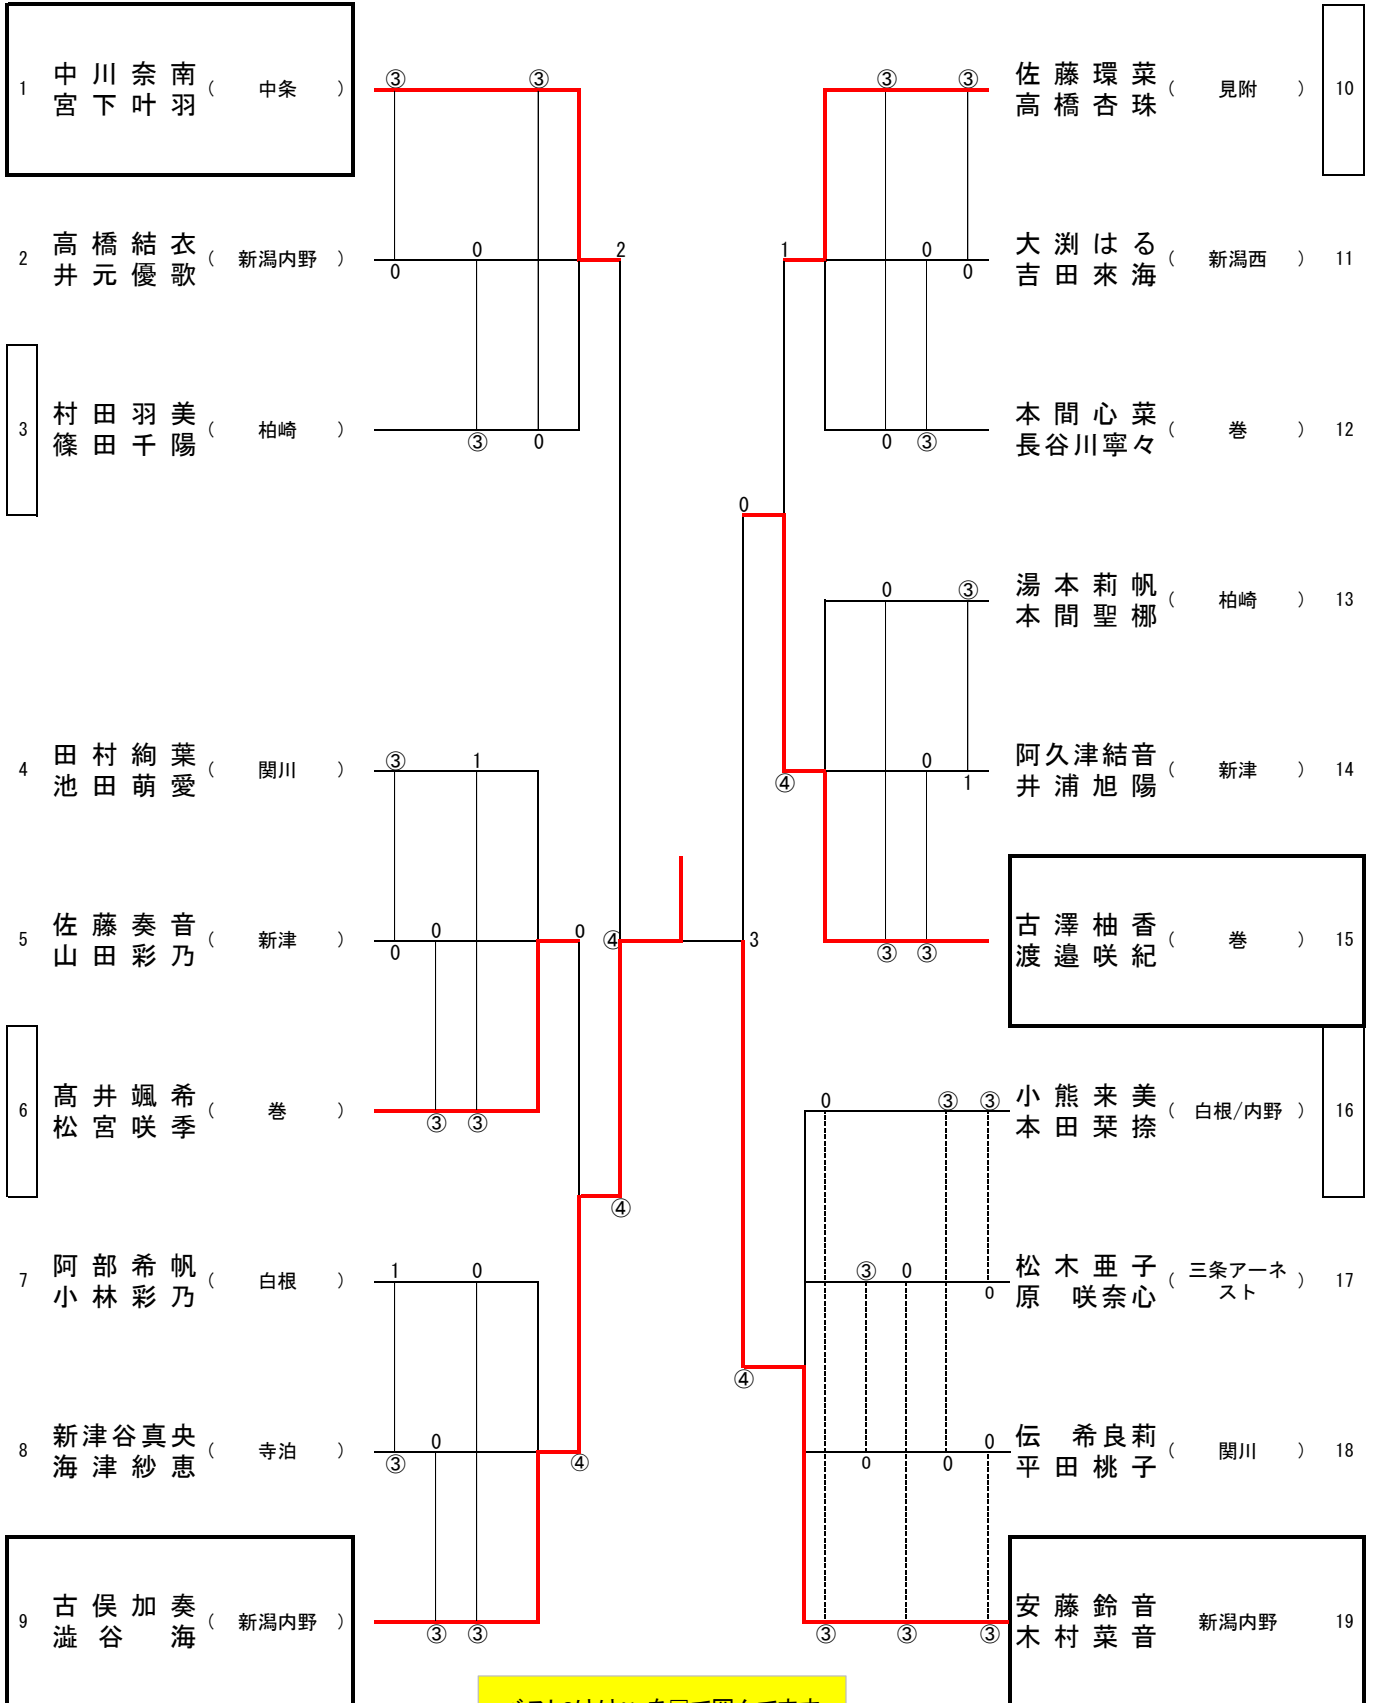 1 中川奈南 宮下叶羽 ( 中条 )
2 高橋結衣 井元優歌 ( 新潟内野 )
3 村田羽美 篠田千陽 ( 柏崎 )
③ ③
0 2
0
③ 0
4 田村絢葉 池田萌愛 ( 関川 )
5 佐藤奏音 山田彩乃 ( 新津 )
6 髙井颯希 松宮咲季 ( 巻 )
③ 1
0 0 ④
0
③ ③
④
7 阿部希帆 小林彩乃 ( 白根 )
8 新津谷真央 海津紗恵 ( 寺泊 )
9 古俣加奏 澁谷 海 ( 新潟内野 )
1 0
0
③ ④
③ ③
佐藤環菜 高橋杏珠 ( 見附 ) 10
大渕はる 吉田來海 ( 新潟西 ) 11
本間心菜 長谷川寧々 ( 巻 ) 12
③ ③
1 0
0
0 ③
0
湯本莉帆 本間聖梛 ( 柏崎 ) 13
阿久津結音 井浦旭陽 ( 新津 ) 14
古澤柚香 渡邉咲紀 ( 巻 ) 15
0 ③
0
④ 1
3
③ ③
小熊来美 本田栞捺 ( 白根/内野 ) 16
松木亜子 原 咲奈心 ( 三条アーネスト ) 17
伝 希良莉 平田桃子 ( 関川 ) 18
安藤鈴音 木村菜音 新潟内野 19
0 ③ ③
③ 0
0
④
0
0 0
③ ③ ③